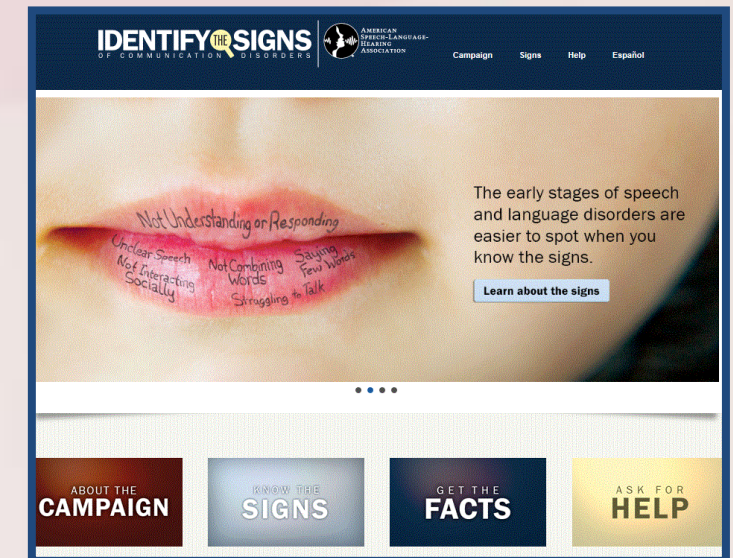 IDENTIFY THE SIGNS
OF COMMUNICATION DISORDERS
AMERICAN
SPEECH-LANGUAGE-
HEARING
ASSOCIATION
Campaign Signs Help Español
Not Understanding or Responding
Unclear Speech
Not Interacting
Socially
Not Combining
Words
Saying
Few Words
Struggling to Talk
The early stages of speech
and language disorders are
easier to spot when you
know the signs.
Learn about the signs
ABOUT THE
CAMPAIGN
KNOW THE
SIGNS
GET THE
FACTS
ASK FOR
HELP